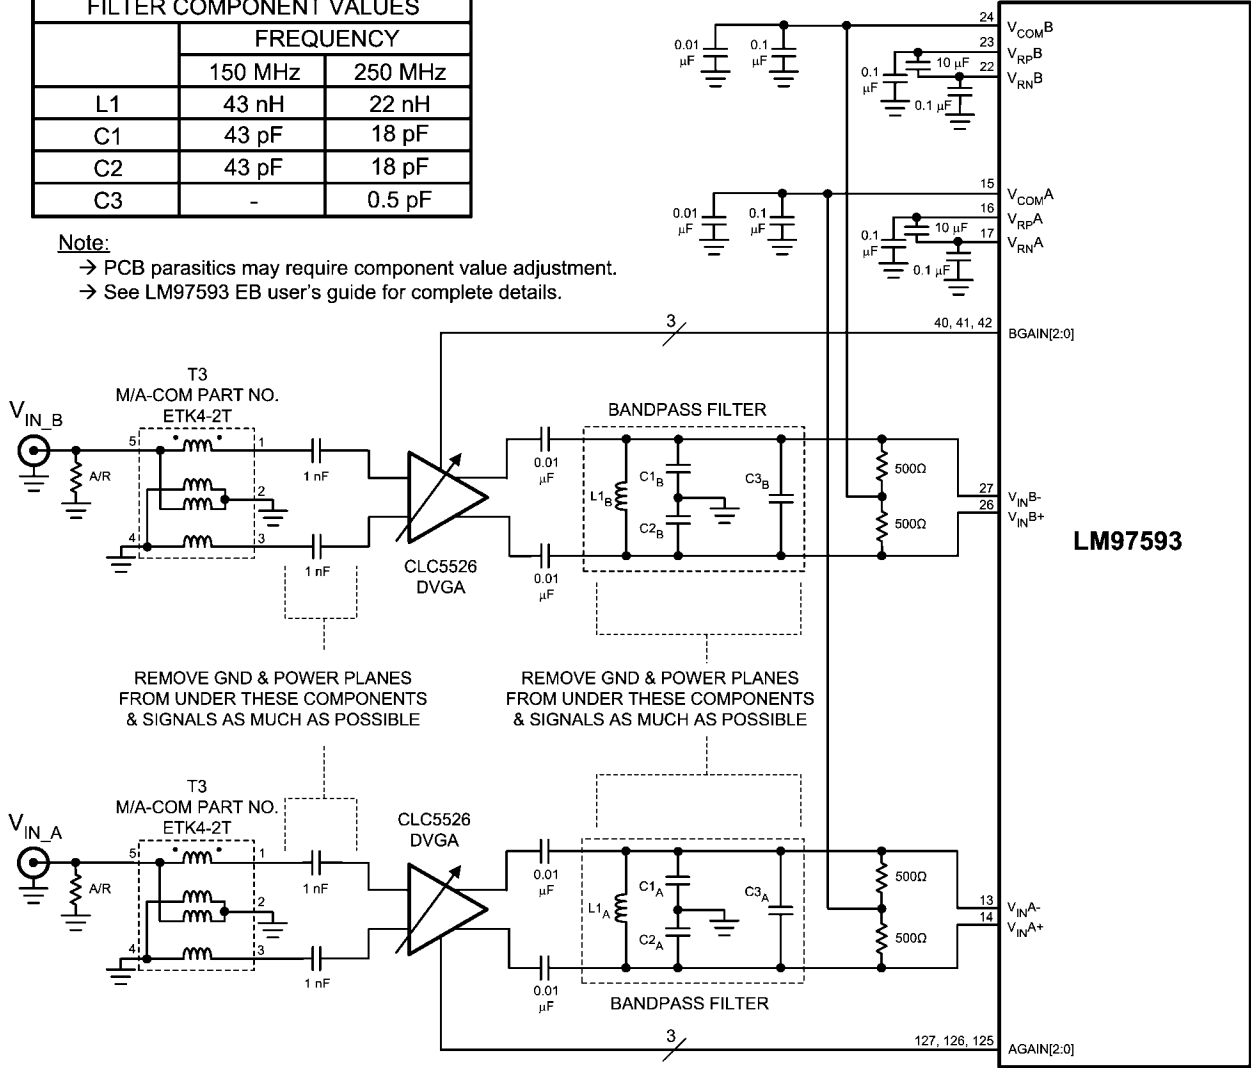 FILTER COMPONENT VALUES
FREQUENCY
150 MHz 250 MHz
L1 43 nH 22 nH
C1 43 pF 18 pF
C2 43 pF 18 pF
C3 - 0.5 pF
Note:
→ PCB parasitics may require component value adjustment.
→ See LM97593 EB user's guide for complete details.
0.01 µF
0.1 µF
24
VCOMB
23
VRPB
10 µF
22
VRNB
0.1 µF
0.1 µF
15
VCOMA
0.01 µF
0.1 µF
16
VRPA
10 µF
17
VRNA
0.1 µF
0.1 µF
3
40, 41, 42
BGAIN[2:0]
T3
M/A-COM PART NO.
ETK4-2T
VIN_B
A/R
5
1
2
4
3
1 nF
1 nF
CLC5526
DVGA
0.01 µF
0.01 µF
BANDPASS FILTER
L1B
C1B
C2B
C3B
500Ω
500Ω
27
VINB-
26
VINB+
LM97593
REMOVE GND & POWER PLANES
FROM UNDER THESE COMPONENTS
& SIGNALS AS MUCH AS POSSIBLE
REMOVE GND & POWER PLANES
FROM UNDER THESE COMPONENTS
& SIGNALS AS MUCH AS POSSIBLE
T3
M/A-COM PART NO.
ETK4-2T
VIN_A
A/R
5
1
2
4
3
1 nF
1 nF
CLC5526
DVGA
0.01 µF
0.01 µF
L1A
C1A
C2A
C3A
BANDPASS FILTER
500Ω
500Ω
13
VINA-
14
VINA+
3
127, 126, 125
AGAIN[2:0]